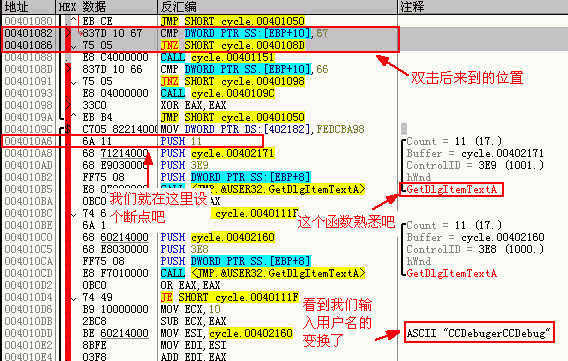 地址 HEX 数据 反汇编 注释
00401080 EB CE JMP SHORT cycle.00401050
00401082 837D 10 67 CMP DWORD PTR SS:[EBP+10],67
00401086 75 05 JNZ SHORT cycle.0040108D
00401088 E8 C4000000 CALL cycle.00401151
0040108D 837D 10 66 CMP DWORD PTR SS:[EBP+10],66
00401091 75 05 JNZ SHORT cycle.00401098
00401093 E8 04000000 CALL cycle.0040109C
00401098 33C0 XOR EAX,EAX
0040109A EB B4 JMP SHORT cycle.00401050
0040109C C705 82214000 MOV DWORD PTR DS:[402182],FEDCBA98
004010A6 6A 11 PUSH 11 Count = 11 (17.)
004010A8 68 71214000 PUSH cycle.00402171 Buffer = cycle.00402171
004010AD 68 E9030000 PUSH 3E9 ControlID = 3E9 (1001.)
004010B2 FF75 08 PUSH DWORD PTR SS:[EBP+8] hWnd
004010B5 CALL <JMP.&USER32.GetDlgItemTextA> GetDlgItemTextA
004010BA 0BC0
004010BC cycle.0040111F
004010BE 6A 1 Count = 11 (17.)
004010C0 68 60214000 PUSH cycle.00402160 Buffer = cycle.00402160
004010C5 68 E8030000 PUSH 3E8 ControlID = 3E8 (1000.)
004010CA FF75 08 PUSH DWORD PTR SS:[EBP+8] hWnd
004010CD E8 F7010000 CALL <JMP.&USER32.GetDlgItemTextA> GetDlgItemTextA
004010D2 0BC0 OR EAX,EAX
004010D4 74 49 JE SHORT cycle.0040111F
004010D6 B9 10000000 MOV ECX,10
004010DB 2BC8 SUB ECX,EAX
004010DD BE 60214000 MOV ESI,cycle.00402160 ASCII "CCDebugerCCDebug"
004010E2 8BFE MOV EDI,ESI
004010E4 03F8 ADD EDI,EAX
双击后来到的位置
我们就在这里设
个断点吧
这个函数熟悉吧
看到我们输
入用户名的
变换了